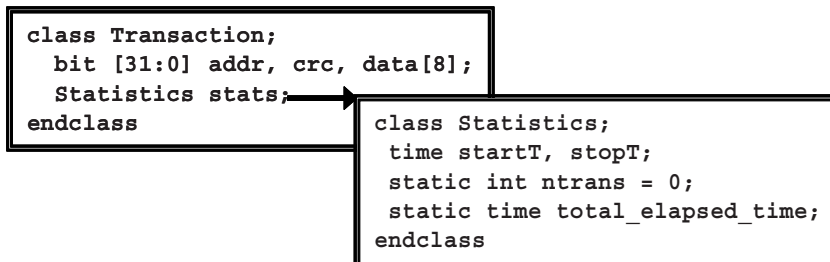 class Transaction;
  bit [31:0] addr, crc, data[8];
  Statistics stats;
endclass
class Statistics;
 time startT, stopT;
 static int ntrans = 0;
 static time total_elapsed_time;
endclass